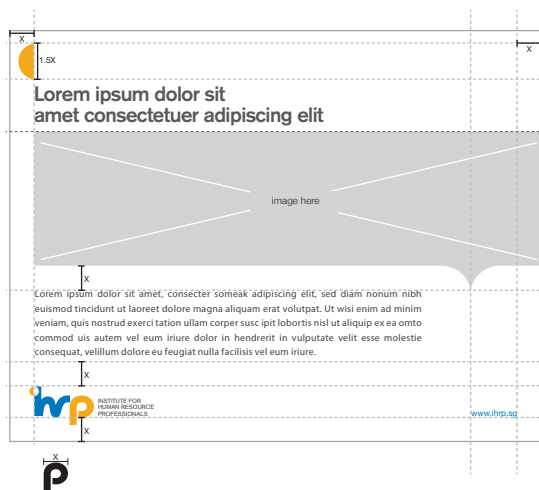 X
X
1.5X
Lorem ipsum dolor sit
amet consectetuer adipiscing elit
image here
X
Lorem ipsum dolor sit amet, consecter someak adipiscing elit, sed diam nonum nibh
euismod tincidunt ut laoreet dolore magna aliquam erat volutpat. Ut wisi enim ad minim
veniam, quis nostrud exerci tation ullam corper susc ipit lobortis nisl ut aliquip ex ea omto
commod uis autem vel eum iriure dolor in hendrerit in vulputate velit esse molestie
consequat, velillum dolore eu feugiat nulla facilisis vel eum iriure.
X
ihrp
INSTITUTE FOR
HUMAN RESOURCE
PROFESSIONALS
www.ihrp.sg
X
X
p